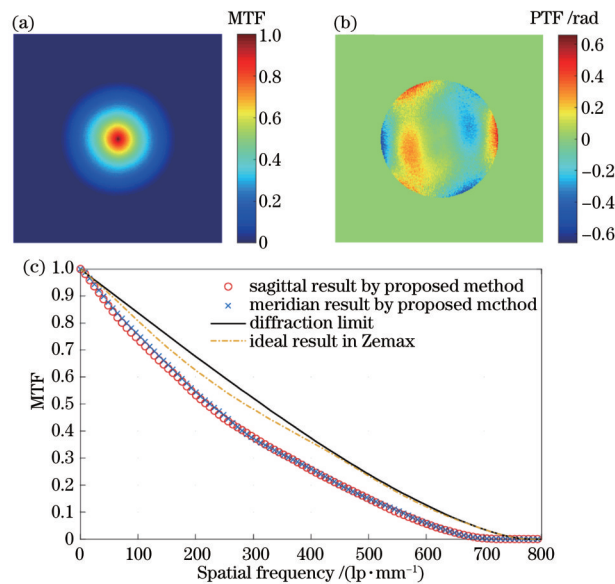 (a) MTF
1.0
0.8
0.6
0.4
0.2
0
(b) PTF /rad
0.6
0.4
0.2
0
−0.2
−0.4
−0.6
(c)
1.0
0.9
0.8
0.7
0.6
0.5
0.4
0.3
0.2
0.1
0
MTF
sagittal result by proposed method
meridian result by proposed mcthod
diffraction limit
ideal result in Zemax
0 100 200 300 400 500 600 700 800
Spatial frequency /(lp·mm⁻¹)